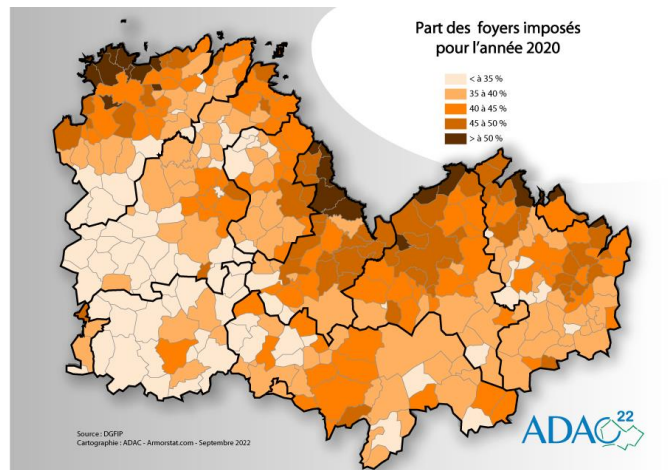 Part des foyers imposés
pour l'année 2020
< à 35 %
35 à 40 %
40 à 45 %
45 à 50 %
> à 50 %
Source : DGFIP
Cartographie : ADAC - Armorstat.com - Septembre 2022
ADAC 22